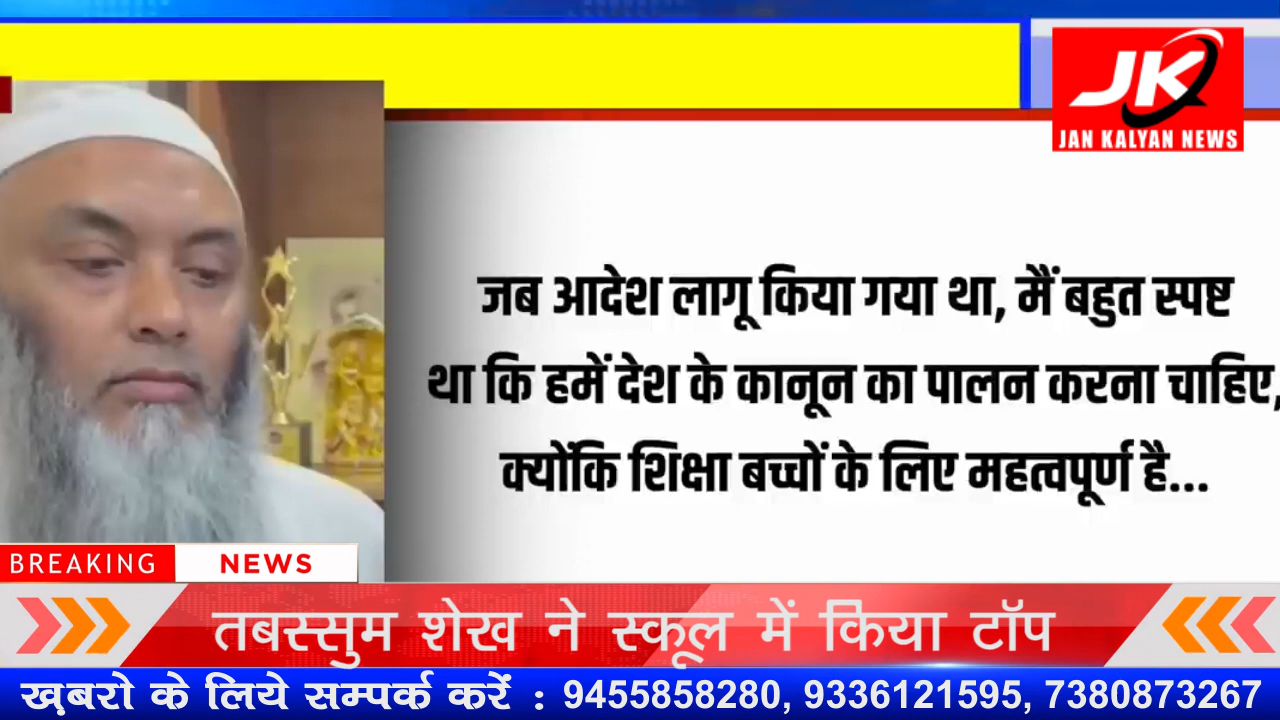 JK
JAN KALYAN NEWS
जब आदेश लागू किया गया था, मैं बहुत स्पष्ट
था कि हमें देश के कानून का पालन करना चाहिए,
क्योंकि शिक्षा बच्चों के लिए महत्वपूर्ण है...
BREAKING NEWS
तबस्सुम शेख ने स्कूल में किया टॉप
ख़बरो के लिये सम्पर्क करें : 9455858280, 9336121595, 7380873267